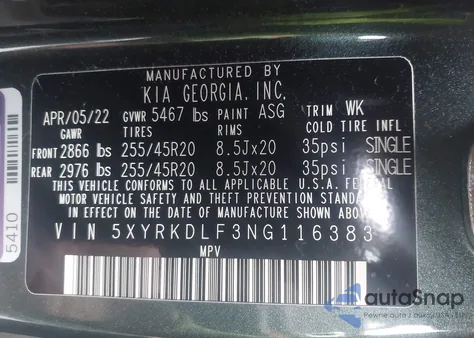 MANUFACTURED BY
KIA GEORGIA, INC.
APR/05/22 GVWR 5467 lbs PAINT ASG TRIM WK
GAWR TIRES RIMS COLD TIRE INFL
FRONT 2866 lbs 255/45R20 8.5Jx20 35psi SINGLE
REAR 2976 lbs 255/45R20 8.5Jx20 35psi SINGLE
THIS VEHICLE CONFORMS TO ALL APPLICABLE U.S.A. FEDERAL
MOTOR VEHICLE SAFETY AND THEFT PREVENTION STANDARDS
IN EFFECT ON THE DATE OF MANUFACTURE SHOWN ABOVE.
VIN 5XYRKDLF3NG116383
MPV
5410
autoSnap